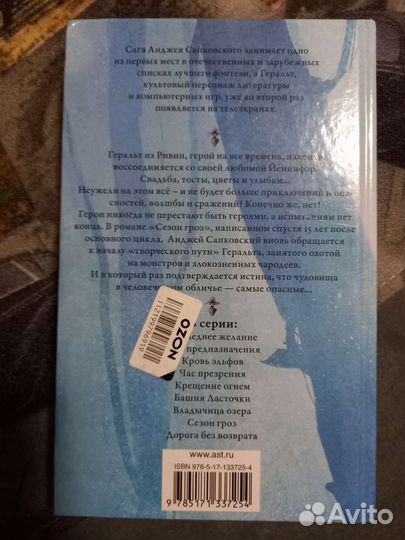 Сага Анджея Сапковского занимает одно
из первых мест в отечественных и зарубежных
списках лучшего фэнтези, а Геральт,
культовый персонаж литературы
и компьютерных игр, уже во второй раз
появляется на телеэкранах.
Геральт из Ривии, герой на все времена,
воссоединяется со своей любимой Йеннифэр.
Свадьба, тосты, цветы и улыбки...
Неужели на этом всё – и не будет больше приключений и опас-
ностей, волшбы и сражений? Конечно же, нет!
Герои никогда не перестают быть героями, а испытаниям нет
конца. В романе «Сезон гроз», написанном спустя 15 лет после
основного цикла, Анджей Сапковский вновь обращается
к началу «творческого пути» Геральта, занятого охотой
на монстров и злокозненных чародеев.
И в который раз подтверждается истина, что чудовища
в человеческом обличье — самые опасные...
серии:
желание
предназначения
Кровь эльфов
Час презрения
Крещение огнем
Башня Ласточки
Владычица озера
Сезон гроз
Дорога без возврата
OZON
www.ast.ru
ISBN 978-5-17-133725-4
9 785171 337254
Avito